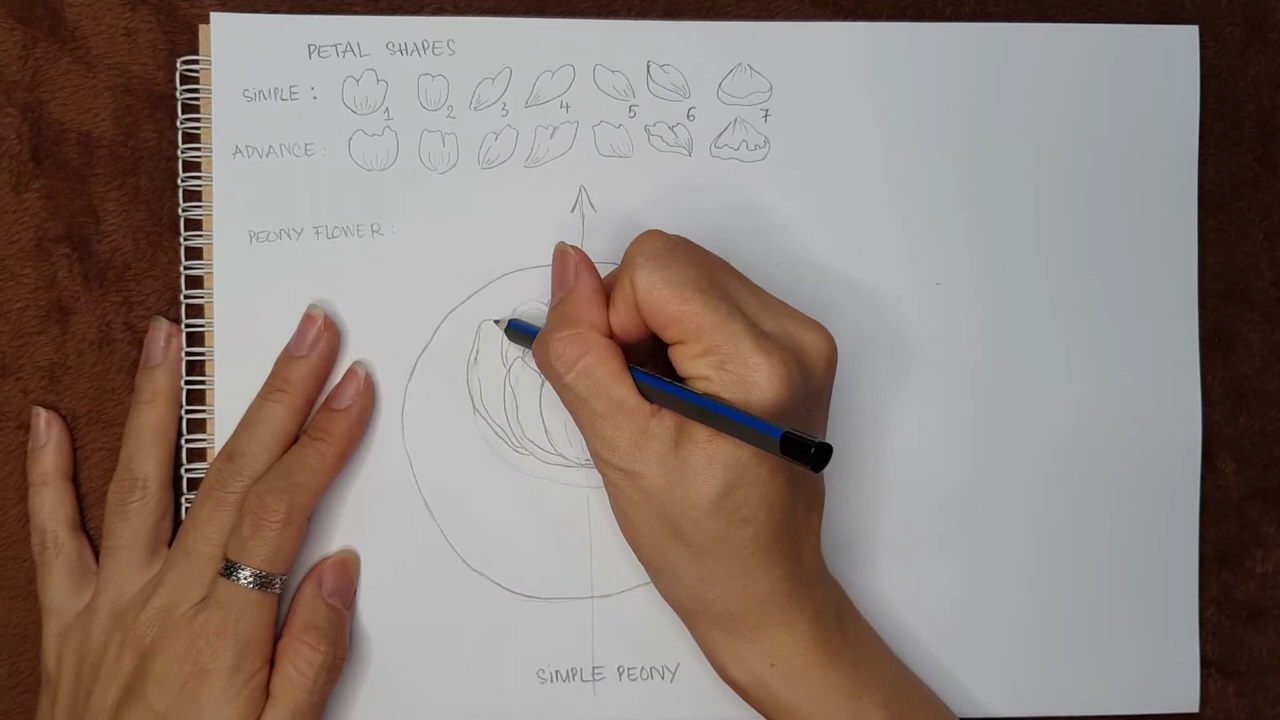 PETAL SHAPES
SiMPLE :
1 2 3 4 5 6 7
ADVANCE :
PEONY FLOWER :
SiMPLE PEONY